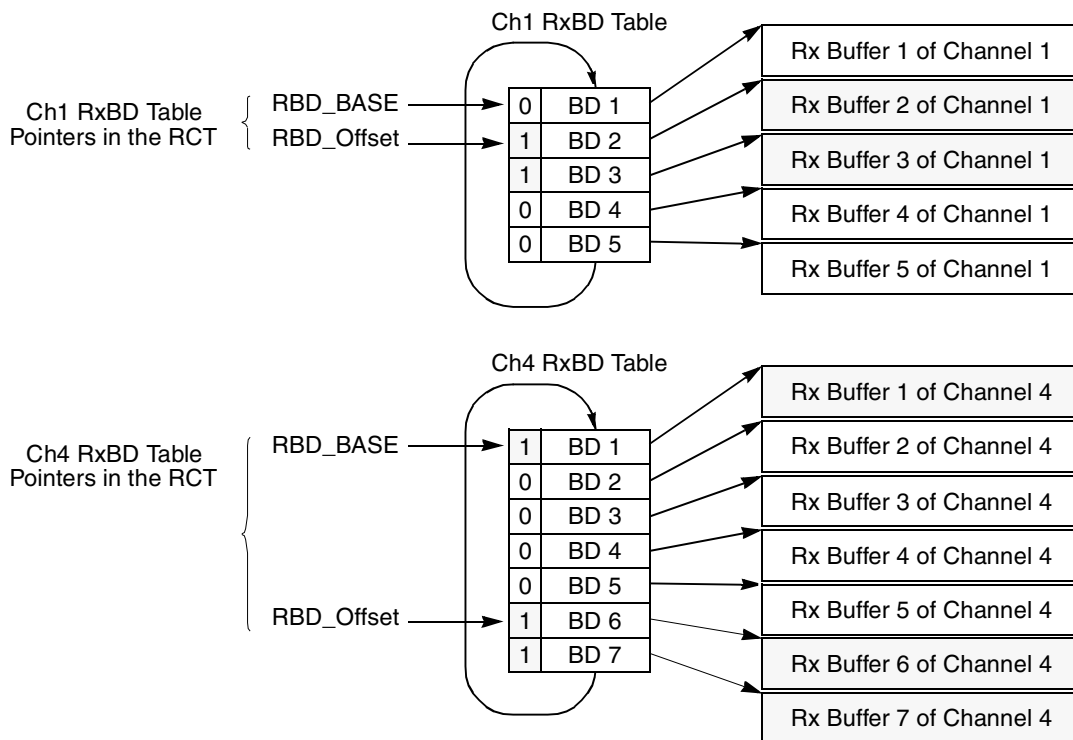 Ch1 RxBD Table
Ch1 RxBD Table
Pointers in the RCT
RBD_BASE
RBD_Offset
0 BD 1
1 BD 2
1 BD 3
0 BD 4
0 BD 5
Rx Buffer 1 of Channel 1
Rx Buffer 2 of Channel 1
Rx Buffer 3 of Channel 1
Rx Buffer 4 of Channel 1
Rx Buffer 5 of Channel 1
Ch4 RxBD Table
Ch4 RxBD Table
Pointers in the RCT
RBD_BASE
RBD_Offset
1 BD 1
0 BD 2
0 BD 3
0 BD 4
0 BD 5
1 BD 6
1 BD 7
Rx Buffer 1 of Channel 4
Rx Buffer 2 of Channel 4
Rx Buffer 3 of Channel 4
Rx Buffer 4 of Channel 4
Rx Buffer 5 of Channel 4
Rx Buffer 6 of Channel 4
Rx Buffer 7 of Channel 4